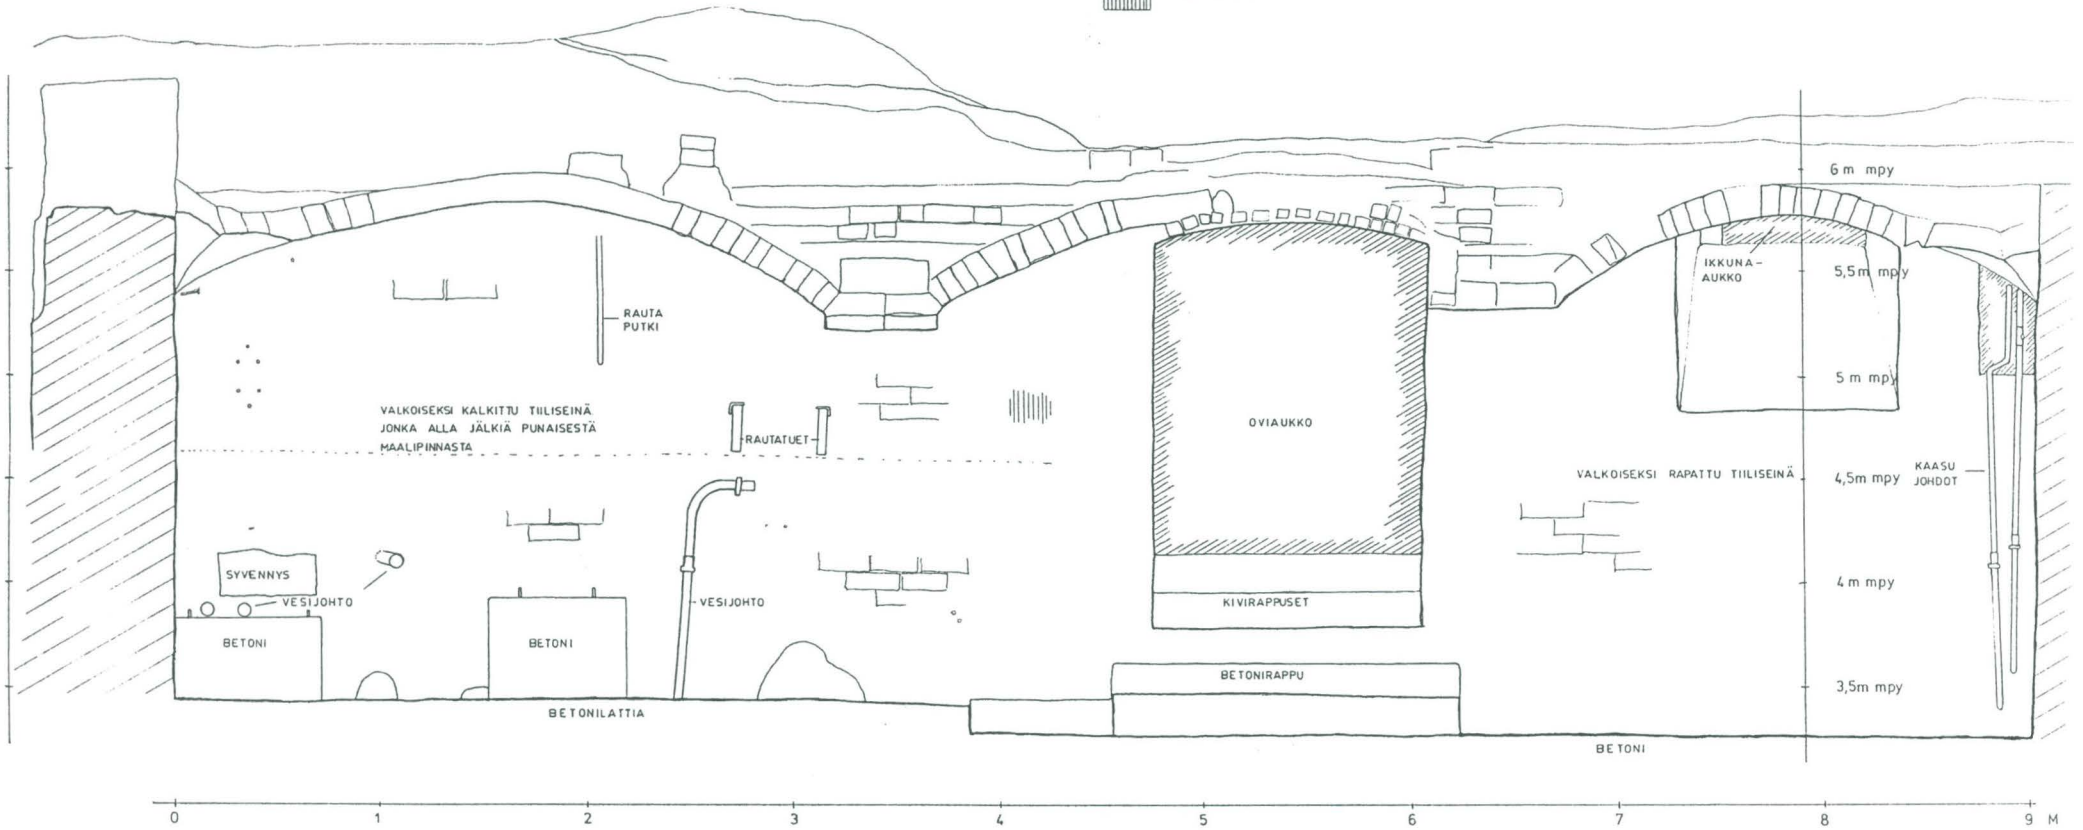 6 m mpy
IKKUNA-
AUKKO
5,5m mpy
RAUTA
PUTKI
5 m mpy
VALKOISEKSI KALKITTU TIILISEINÄ
JONKA ALLA JÄLKIÄ PUNAISESTÄ
MAALIPINNASTA
RAUTATUET
OVIAUKKO
VALKOISEKSI RAPATTU TIILISEINÄ
4,5m mpy
KAASU
JOHDOT
SYVENNYS
VESIJOHTO
VESIJOHTO
KIVIRAPPUSET
4 m mpy
BETONI
BETONI
BETONIRAPPU
3,5m mpy
BETONILATTIA
BETONI
0 1 2 3 4 5 6 7 8 9 M